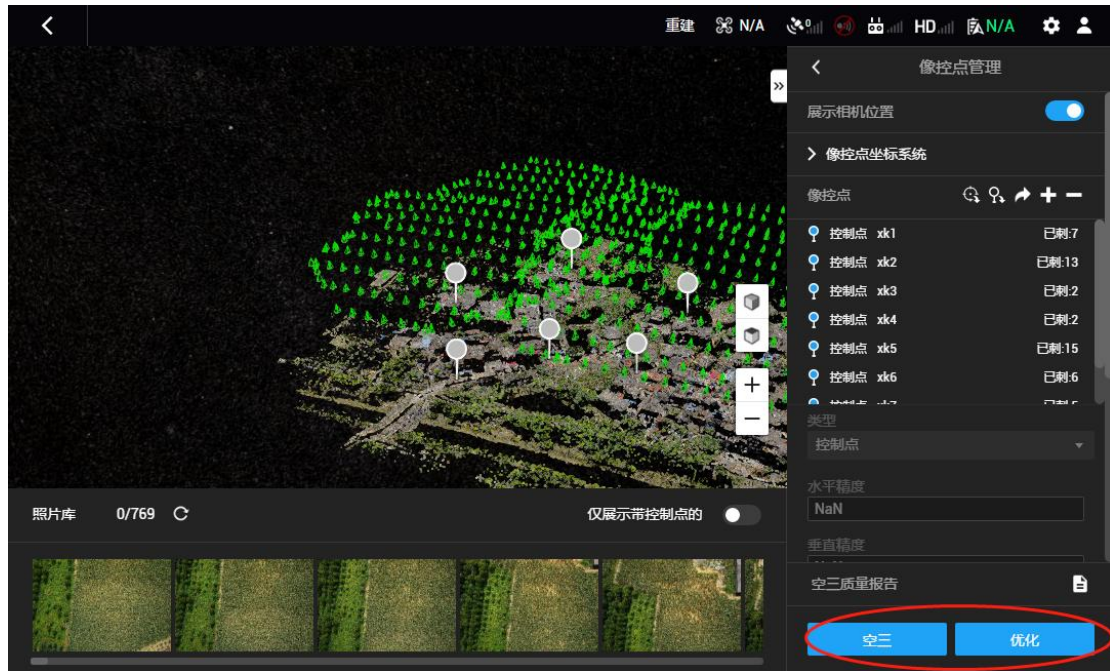 重建 N/A HD N/A
像控点管理
展示相机位置
像控点坐标系统
像控点
控制点 xk1 已刺:7
控制点 xk2 已刺:13
控制点 xk3 已刺:2
控制点 xk4 已刺:2
控制点 xk5 已刺:15
控制点 xk6 已刺:6
类型
控制点
水平精度
NaN
垂直精度
空三质量报告
空三 优化
照片库 0/769 仅展示带控制点的